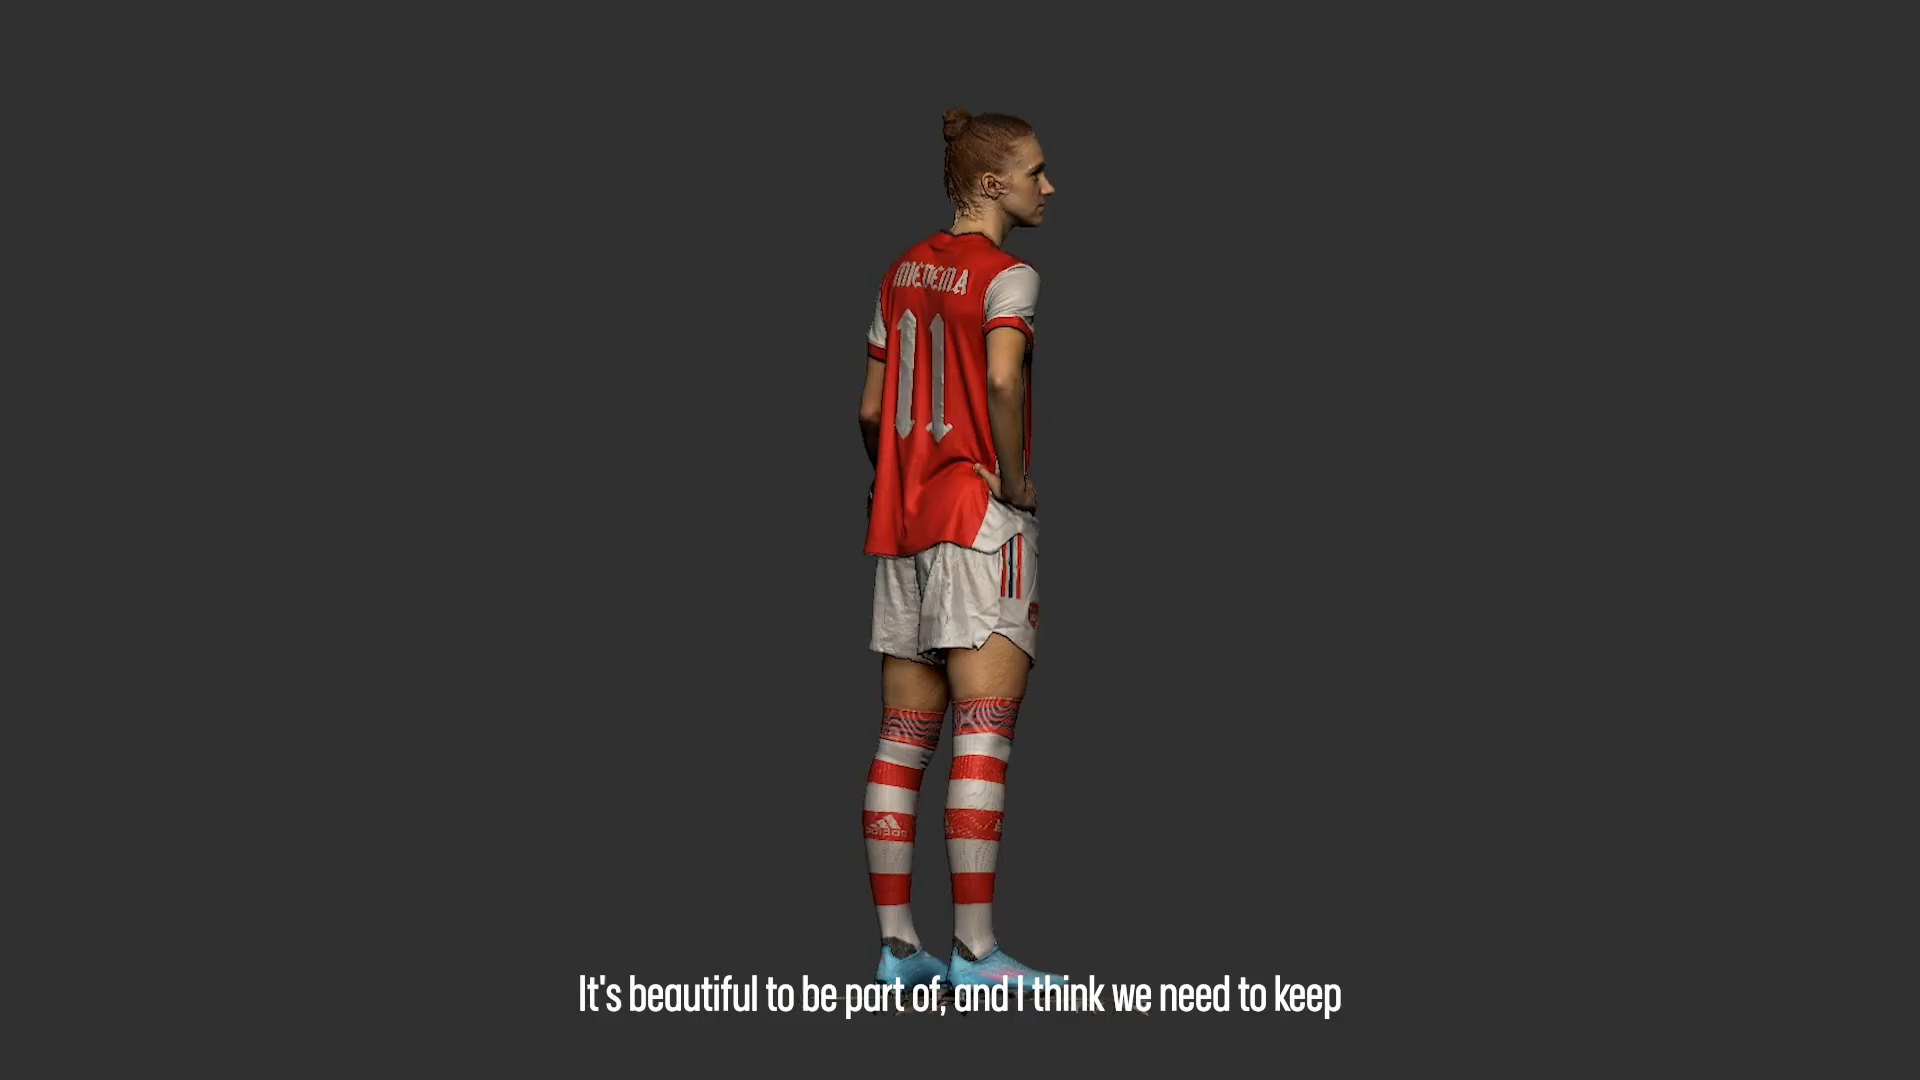 MIEDEMA
11
adidas
It's beautiful to be part of, and I think we need to keep